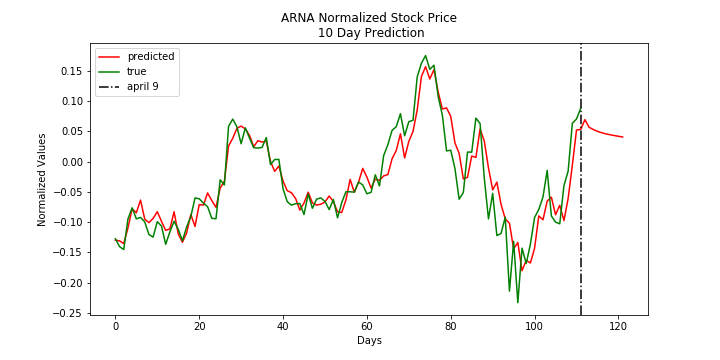 ARNA Normalized Stock Price
10 Day Prediction
predicted
true
april 9
Normalized Values
0.15
0.10
0.05
0.00
−0.05
−0.10
−0.15
−0.20
−0.25
0 20 40 60 80 100 120
Days